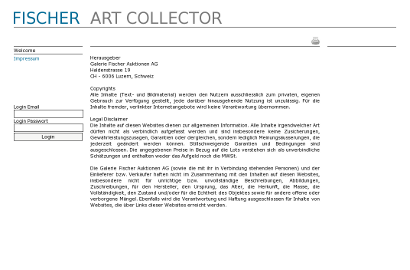 FISCHER ART COLLECTOR
Welcome
Impressum
Login Email
Login Passwort
Login
Herausgeber
Galerie Fischer Auktionen AG
Haldenstrasse 19
CH - 6006 Luzern, Schweiz
Copyrights
Alle Inhalte (Text- und Bildmaterial) werden den Nutzern ausschliesslich zum privaten, eigenen
Gebrauch zur Verfügung gestellt, jede darüber hinausgehende Nutzung ist unzulässig. Für die
Inhalte fremder, verlinkter Internetangebote wird keine Verantwortung übernommen.
Legal Disclaimer
Die Inhalte auf diesen Websites dienen zur allgemeinen Information. Alle Inhalte irgendwelcher Art
dürfen nicht als verbindlich aufgefasst werden und sind insbesondere keine Zusicherungen,
Gewährleistungszusagen, Garantien oder dergleichen, sondern lediglich Meinungsäusserungen, die
jederzeit geändert werden können. Stillschweigende Garantien und Bedingungen sind
ausgeschlossen. Die angegebenen Preise in Bezug auf die Lots verstehen sich als unverbindliche
Schätzungen und enthalten weder das Aufgeld noch die MWSt.
Die Galerie Fischer Auktionen AG (sowie die mit ihr in Verbindung stehenden Personen) und der
Einlieferer bzw. Verkäufer haften nicht im Zusammenhang mit den Inhalten auf diesen Websites,
insbesondere nicht für unrichtige bzw. unvollständige Beschreibungen, Abbildungen,
Zuschreibungen, für den Hersteller, den Ursprung, das Alter, die Herkunft, die Masse, die
Vollständigkeit, den Zustand und/oder für die Echtheit des Objektes sowie für andere offene oder
verborgene Mängel. Ebenfalls wird die Verantwortung und Haftung ausgeschlossen für Inhalte von
Websites, die über Links dieser Websites erreicht werden.